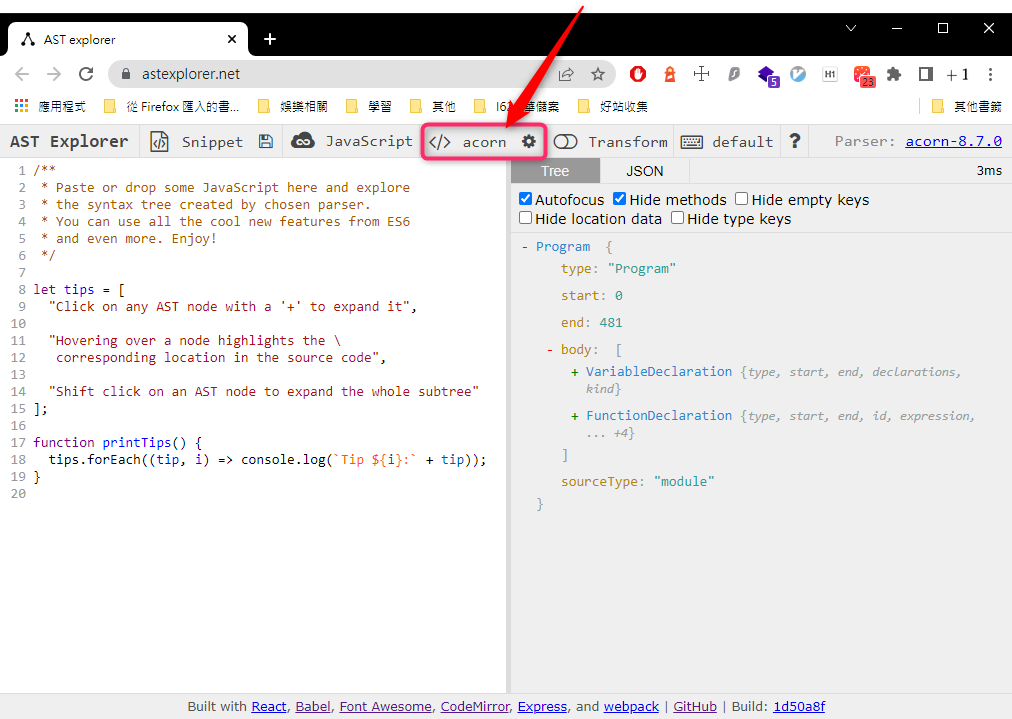 AST explorer
astexplorer.net
H1
5
23
+1
應用程式
從 Firefox 匯入的書...
娛樂相關
學習
其他
好站收集
其他書籤
AST Explorer
Snippet
JavaScript
</> acorn
Transform
default
?
Parser: acorn-8.7.0
1 /**
2  * Paste or drop some JavaScript here and explore
3  * the syntax tree created by chosen parser.
4  * You can use all the cool new features from ES6
5  * and even more. Enjoy!
6  */
7
8 let tips = [
9   "Click on any AST node with a '+' to expand it",
10
11   "Hovering over a node highlights the \
12    corresponding location in the source code",
13
14   "Shift click on an AST node to expand the whole subtree"
15 ];
16
17 function printTips() {
18   tips.forEach((tip, i) => console.log(`Tip ${i}:` + tip));
19 }
20
Tree
JSON
3ms
Autofocus Hide methods Hide empty keys
Hide location data Hide type keys
- Program {
type: "Program"
start: 0
end: 481
- body: [
+ VariableDeclaration {type, start, end, declarations,
kind}
+ FunctionDeclaration {type, start, end, id, expression,
... +4}
]
sourceType: "module"
}
Built with React, Babel, Font Awesome, CodeMirror, Express, and webpack | GitHub | Build: 1d50a8f